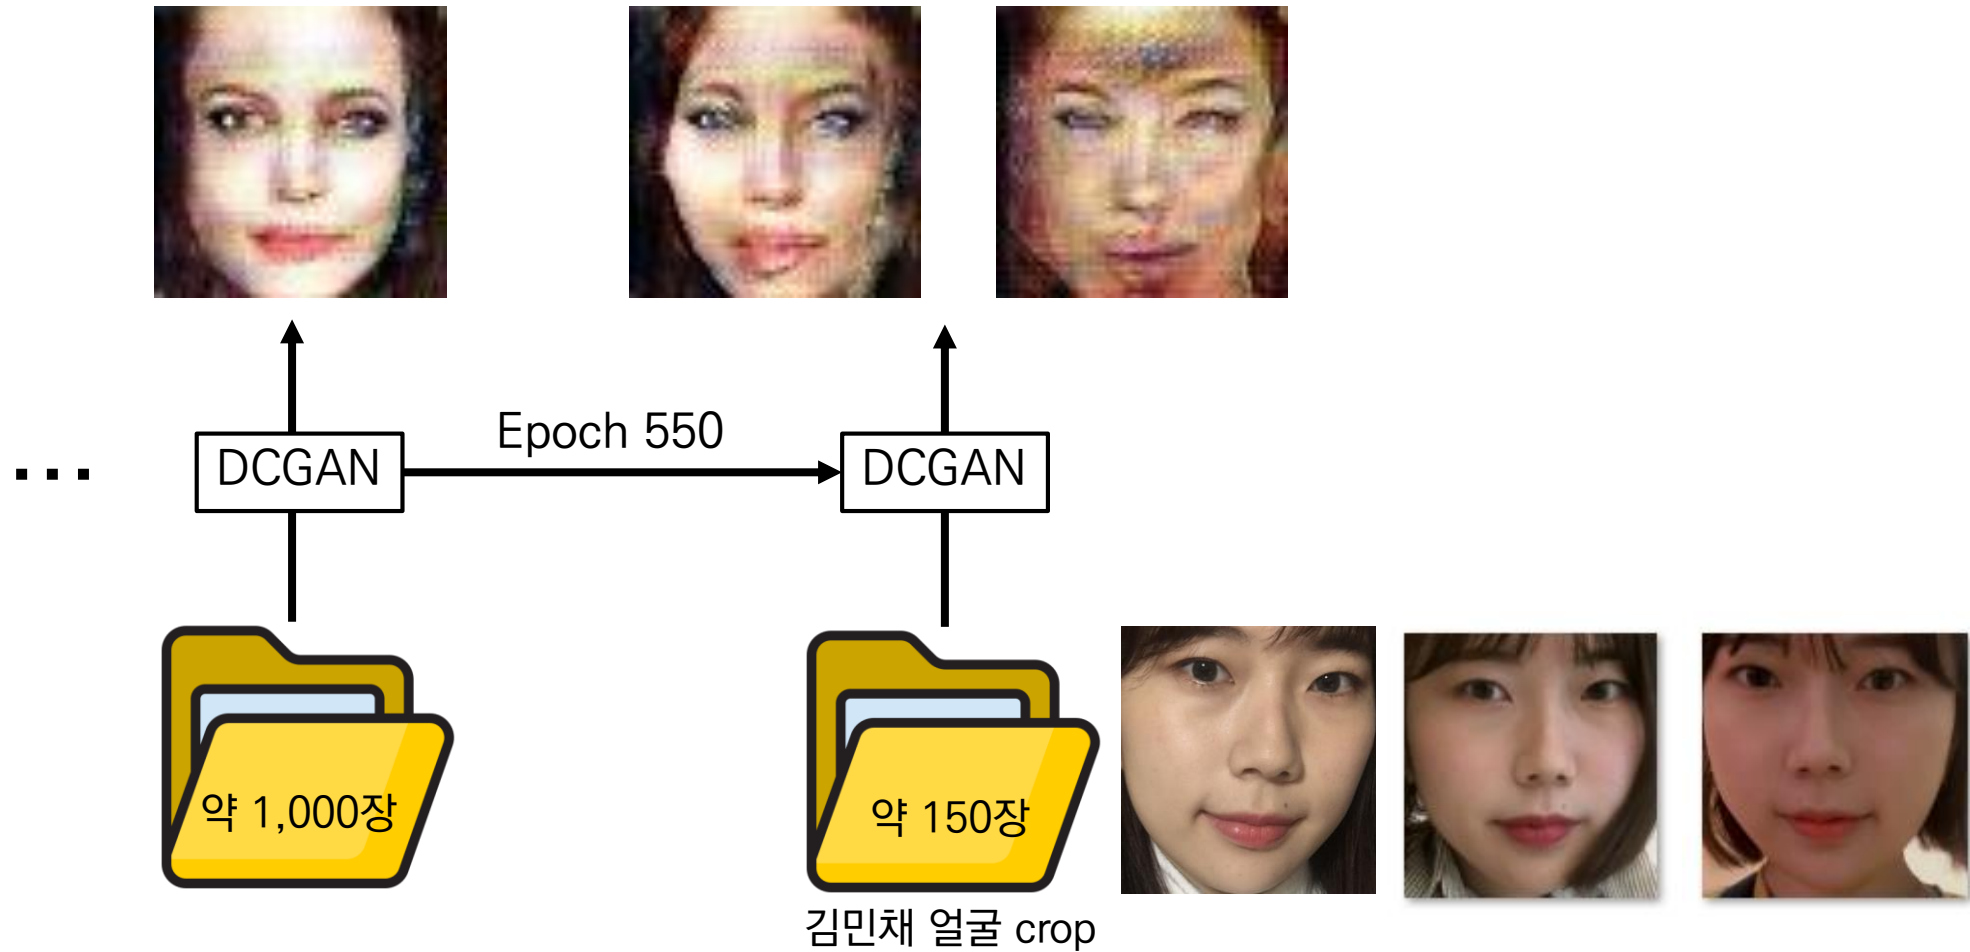 Epoch 550
...
DCGAN
DCGAN
약 1,000장
약 150장
김민채 얼굴 crop